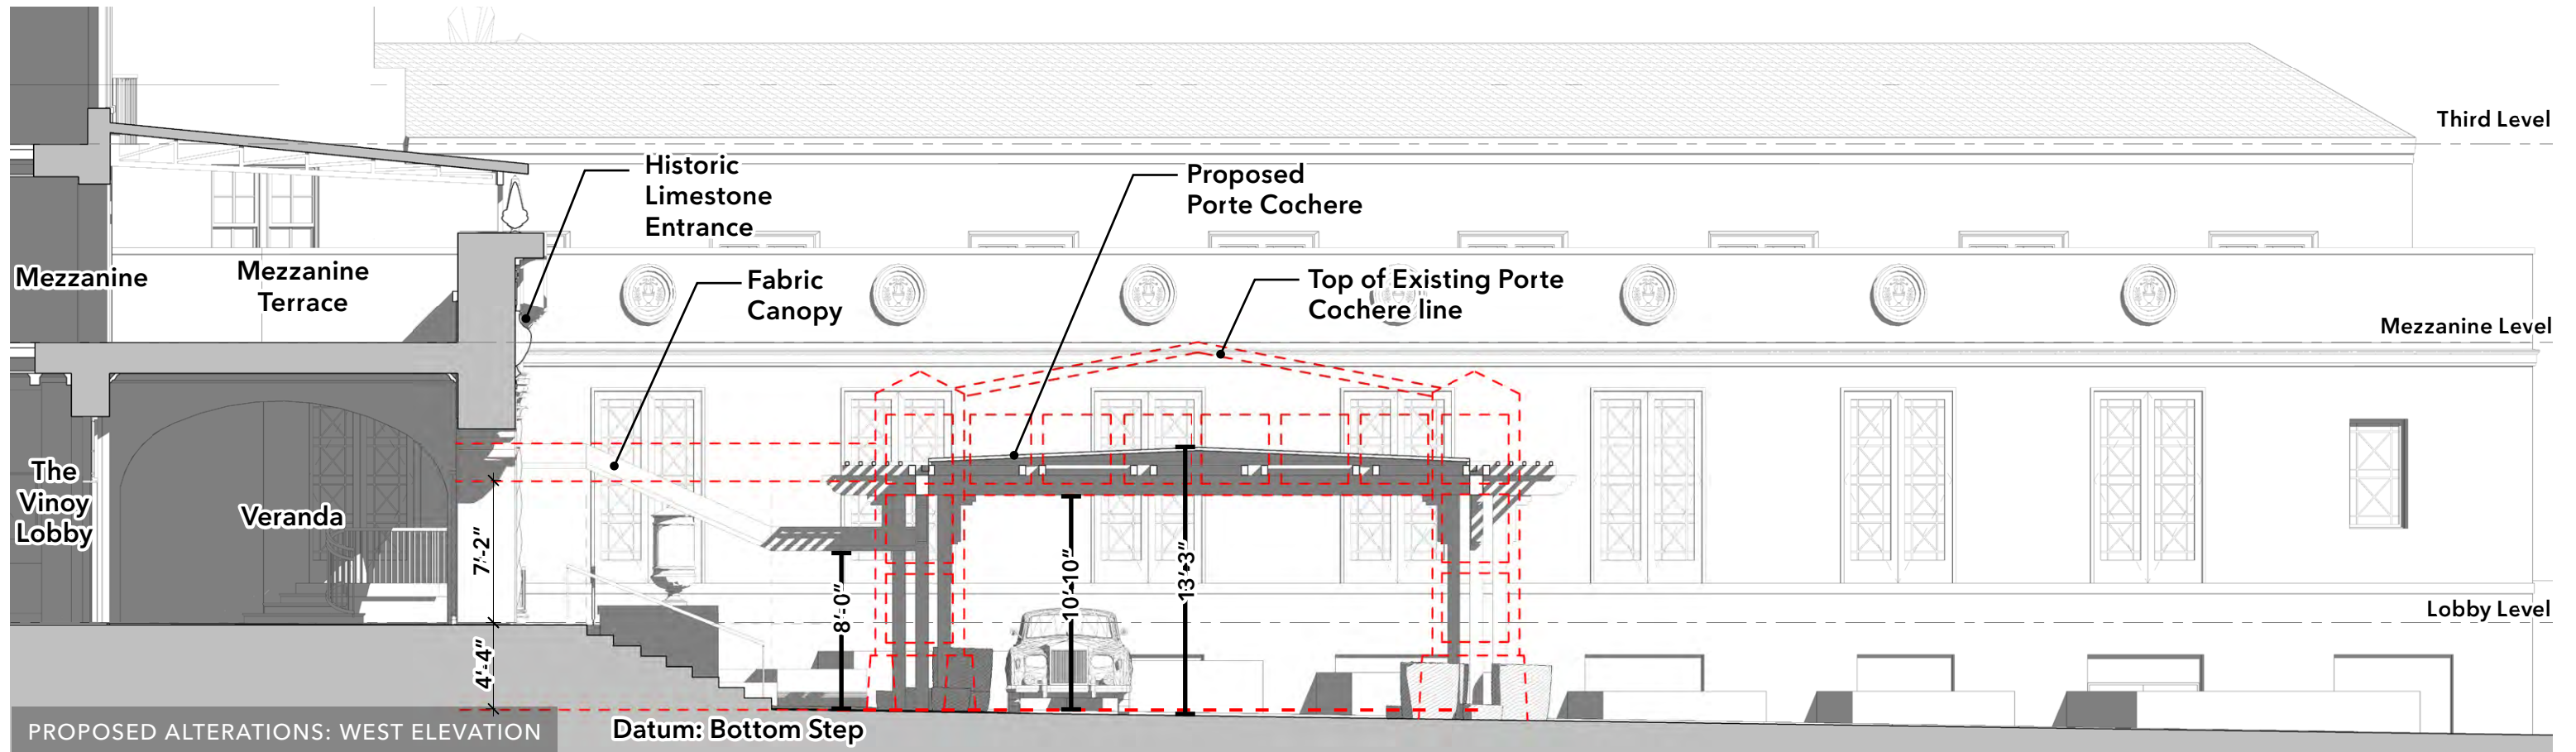 Third Level
Historic
Limestone
Entrance
Proposed
Porte Cochere
Mezzanine
Mezzanine
Terrace
Fabric
Canopy
Top of Existing Porte
Cochere line
Mezzanine Level
The
Vinoy
Lobby
Veranda
7'-2"
8'-0"
10'-10"
13'-3"
Lobby Level
4'-4"
PROPOSED ALTERATIONS: WEST ELEVATION
Datum: Bottom Step